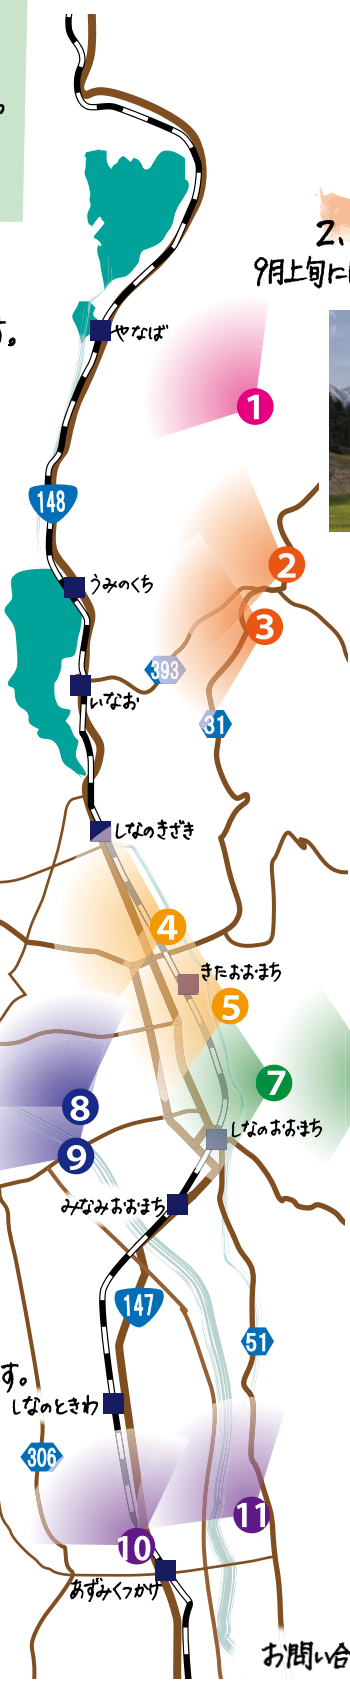 2、
9月上旬に
やなば
す。
1
148
2
うみのくち
3
393
いなお
31
しなのきざき
4
きたおおまち
5
7
8
しなのおおまち
9
みなみおおまち
147
51
す。
しなのときわ
306
11
10
あずみくつかけ
お問い合